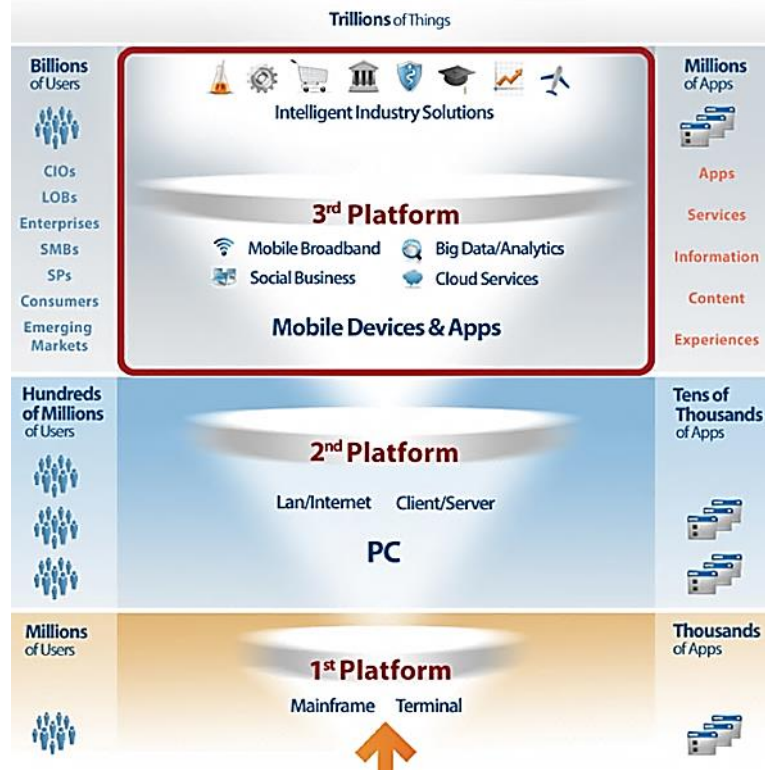 Trillions of Things
Billions
of Users
CIOs
LOBs
Enterprises
SMBs
SPs
Consumers
Emerging
Markets
Intelligent Industry Solutions
3rd Platform
Mobile Broadband
Big Data/Analytics
Social Business
Cloud Services
Mobile Devices & Apps
Millions
of Apps
Apps
Services
Information
Content
Experiences
Hundreds
of Millions
of Users
2nd Platform
Lan/Internet Client/Server
PC
Tens of
Thousands
of Apps
Millions
of Users
1st Platform
Mainframe Terminal
Thousands
of Apps